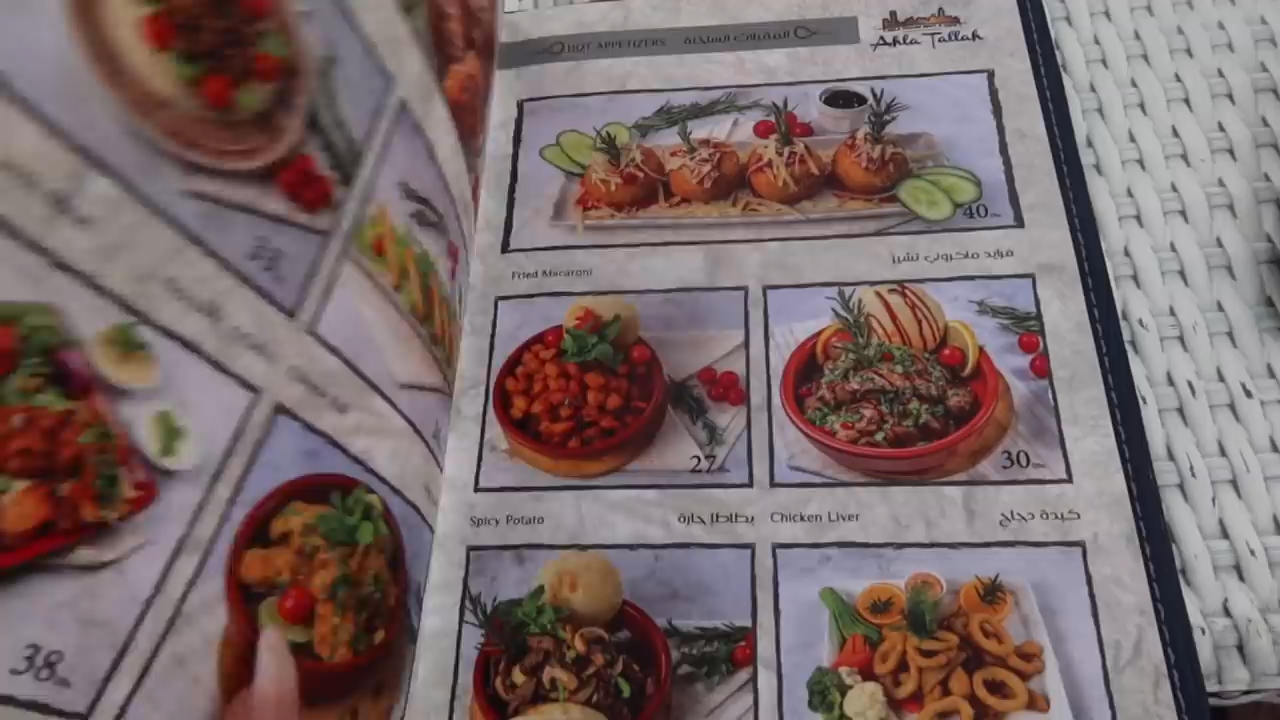 HOT APPETIZERS المقبلات الساخنة
Ahla Tallah
40
Fried Macaroni فرايد ماكروني تشيز
27
30
Spicy Potato بطاطا حارة
Chicken Liver كبدة دجاج
38